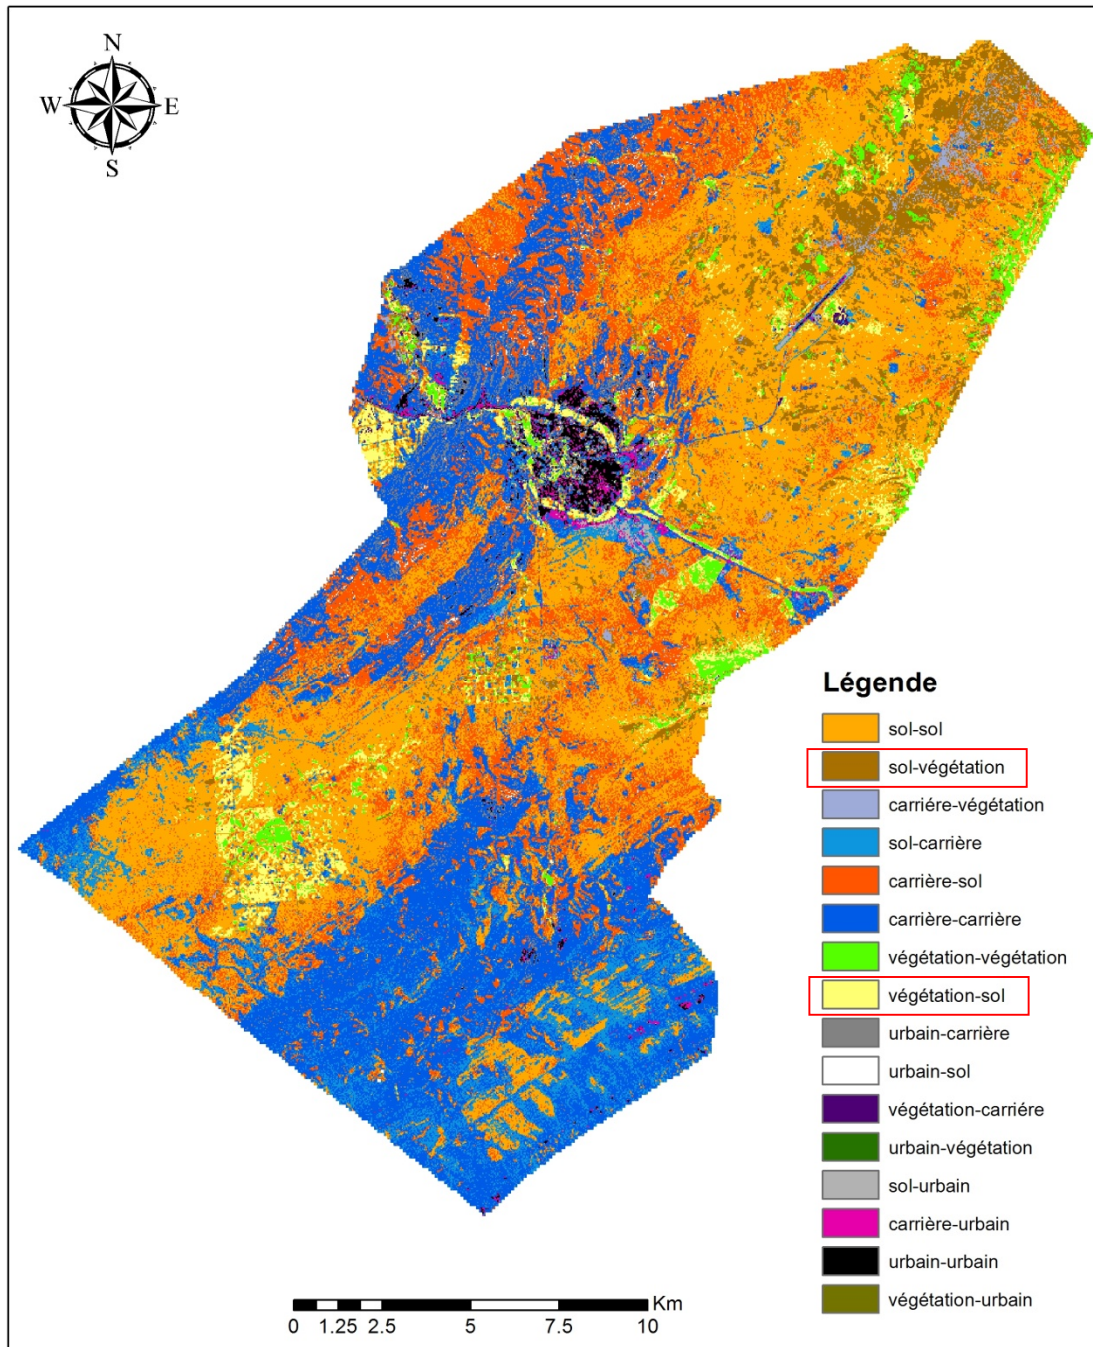 N
W E
S
Légende
sol-sol
sol-végétation
carriére-végétation
sol-carrière
carrière-sol
carrière-carrière
végétation-végétation
végétation-sol
urbain-carrière
urbain-sol
végétation-carriére
urbain-végétation
sol-urbain
carrière-urbain
urbain-urbain
végétation-urbain
Km
0 1.25 2.5 5 7.5 10